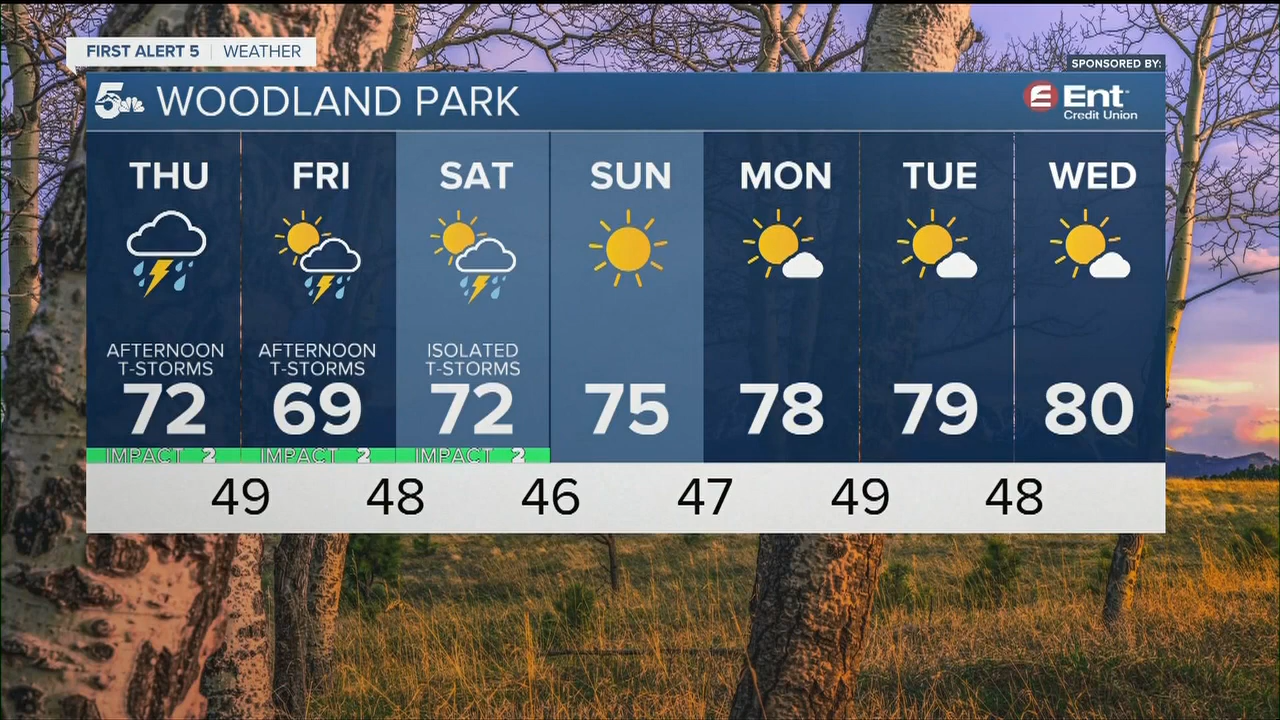 FIRST ALERT 5 | WEATHER
SPONSORED BY:
5 WOODLAND PARK
Ent
Credit Union
THU FRI SAT SUN MON TUE WED
AFTERNOON AFTERNOON ISOLATED
T-STORMS T-STORMS T-STORMS
72 69 72 75 78 79 80
IMPACT 2 IMPACT 2 IMPACT 2
49 48 46 47 49 48